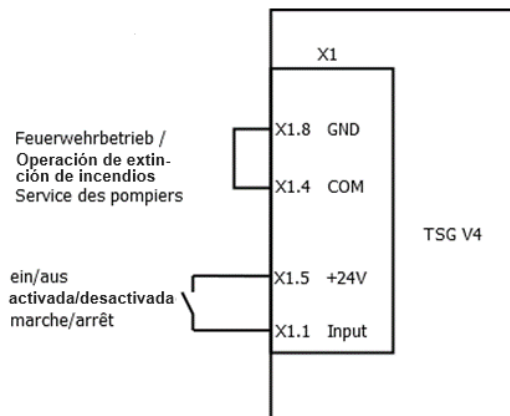 X1
X1.8 GND
Feuerwehrbetrieb /
Operación de extin-
ción de incendios
Service des pompiers
X1.4 COM
TSG V4
ein/aus
activada/desactivada
marche/arrêt
X1.5 +24V
X1.1 Input